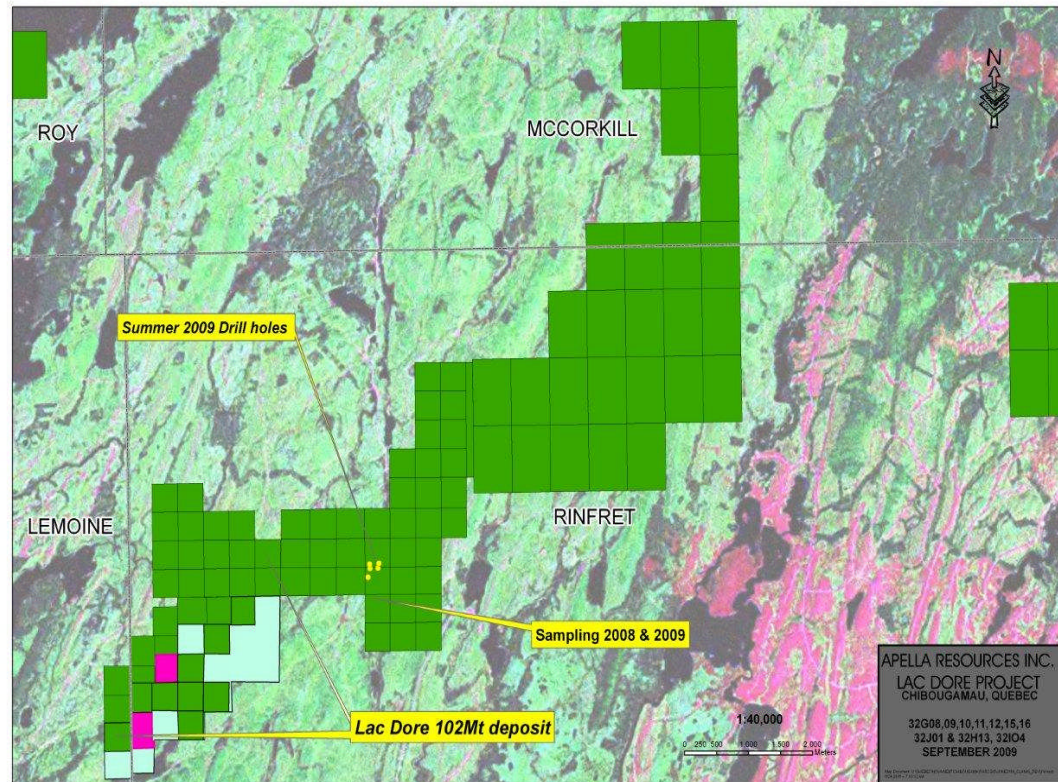 N
ROY
MCCORKILL
Summer 2009 Drill holes
LEMOINE
RINFRET
Sampling 2008 & 2009
Lac Dore 102Mt deposit
1:40,000
0 250 500 1,000 1,500 2,000
Meters
APELLA RESOURCES INC.
LAC DORE PROJECT
CHIBOUGAMAU, QUEBEC
32G08,09,10,11,12,15,16
32J01 & 32H13, 32IO4
SEPTEMBER 2009